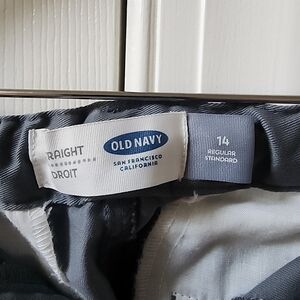 RAIGHT
DROIT
OLD NAVY
SAN FRANCISCO
CALIFORNIA
14
REGULAR
STANDARD